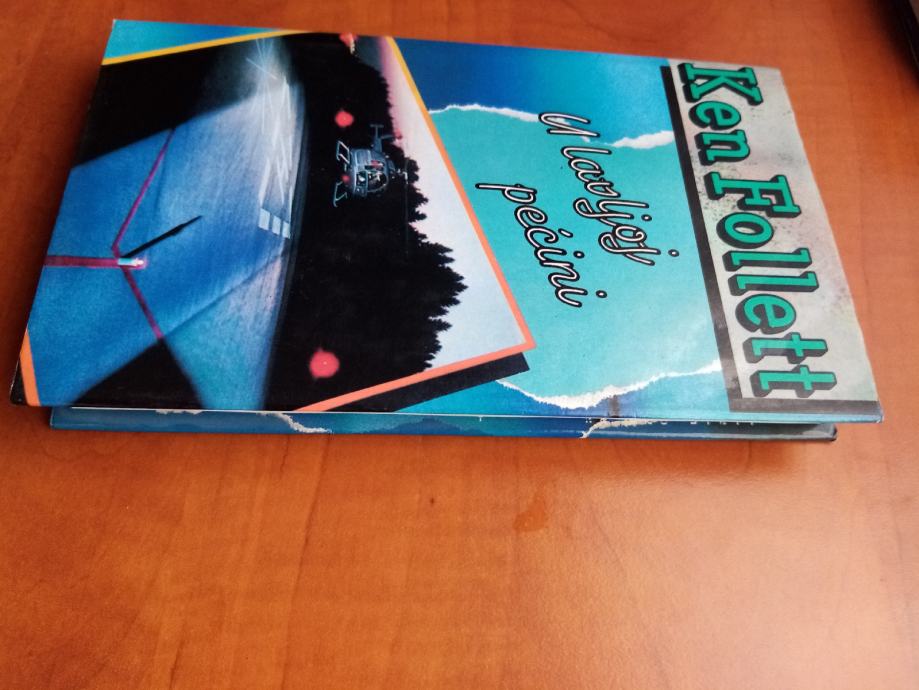 Ken Follett
U lavljoj
pećini